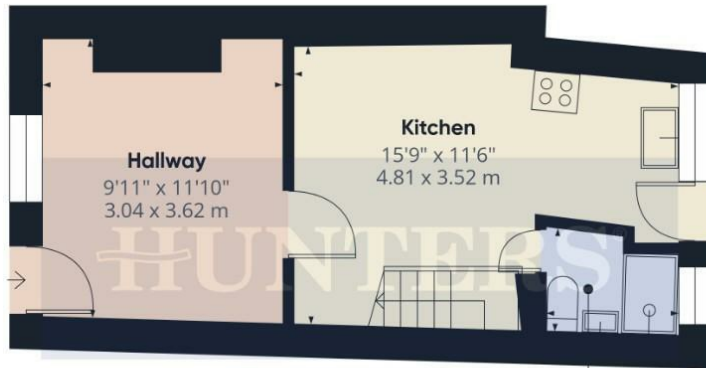 Hallway
9'11" x 11'10"
3.04 x 3.62 m
Kitchen
15'9" x 11'6"
4.81 x 3.52 m
HUNTERS